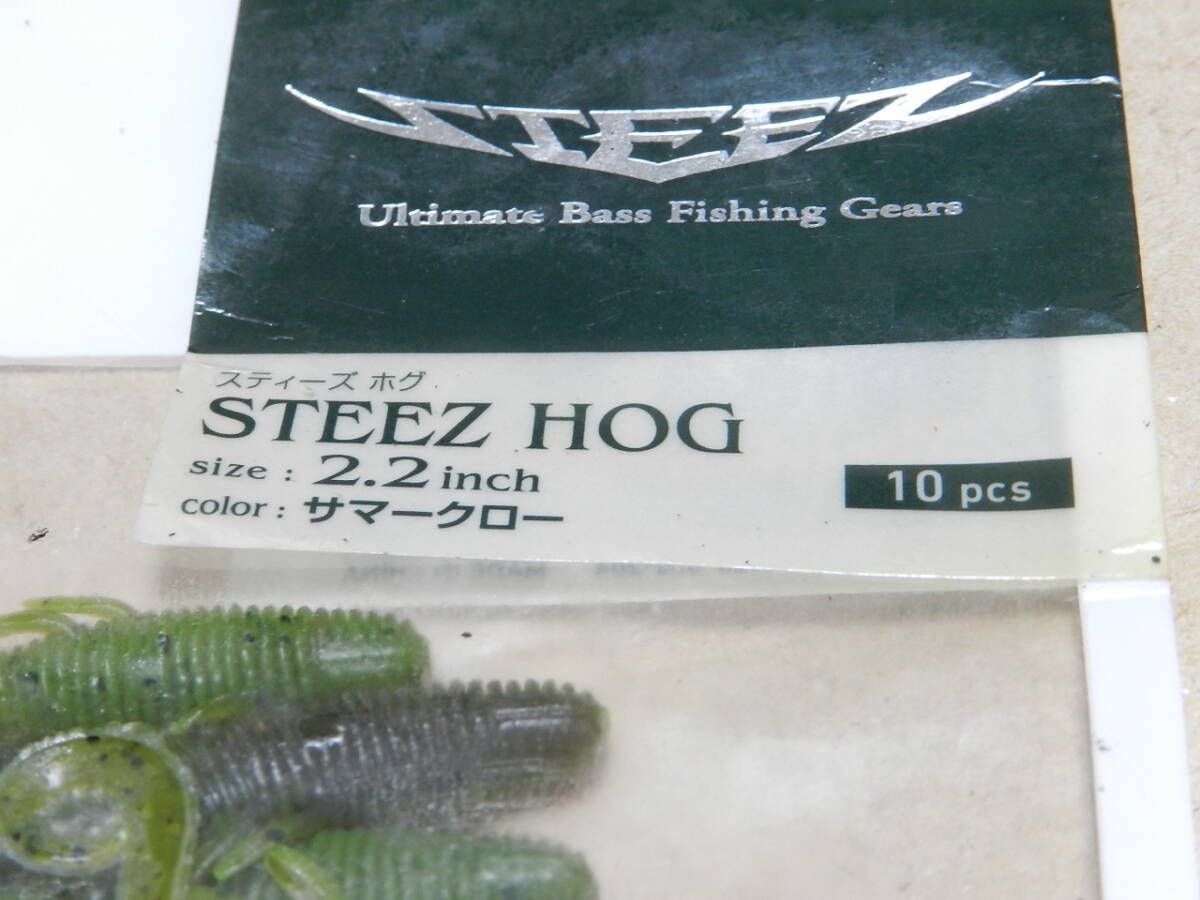 STEEZ
Ultimate Bass Fishing Gears
スティーズ ホグ
STEEZ HOG
size : 2.2 inch
10 pcs
color : サマークロー